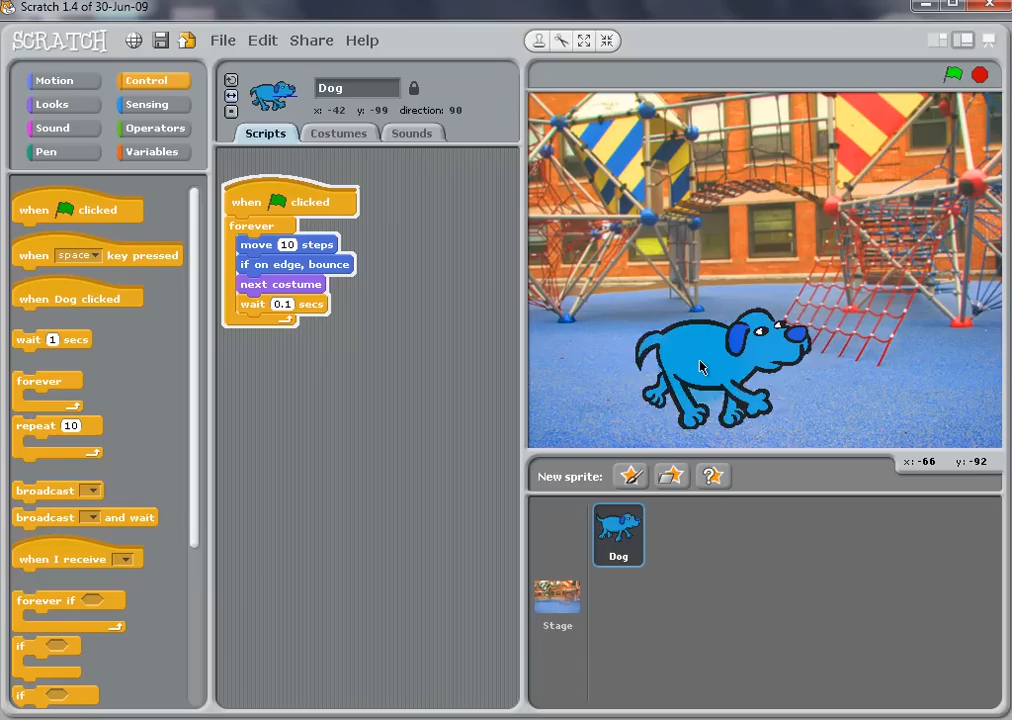 Scratch 1.4 of 30-Jun-09
SCRATCH
File Edit Share Help
Motion
Control
Looks
Sensing
Sound
Operators
Pen
Variables
when clicked
when space key pressed
when Dog clicked
wait 1 secs
forever
repeat 10
broadcast
broadcast and wait
when I receive
forever if
if
if
Dog
x: -42 y: -99 direction: 90
Scripts Costumes Sounds
when clicked
forever
move 10 steps
if on edge, bounce
next costume
wait 0.1 secs
x: -66 y: -92
New sprite:
Dog
Stage